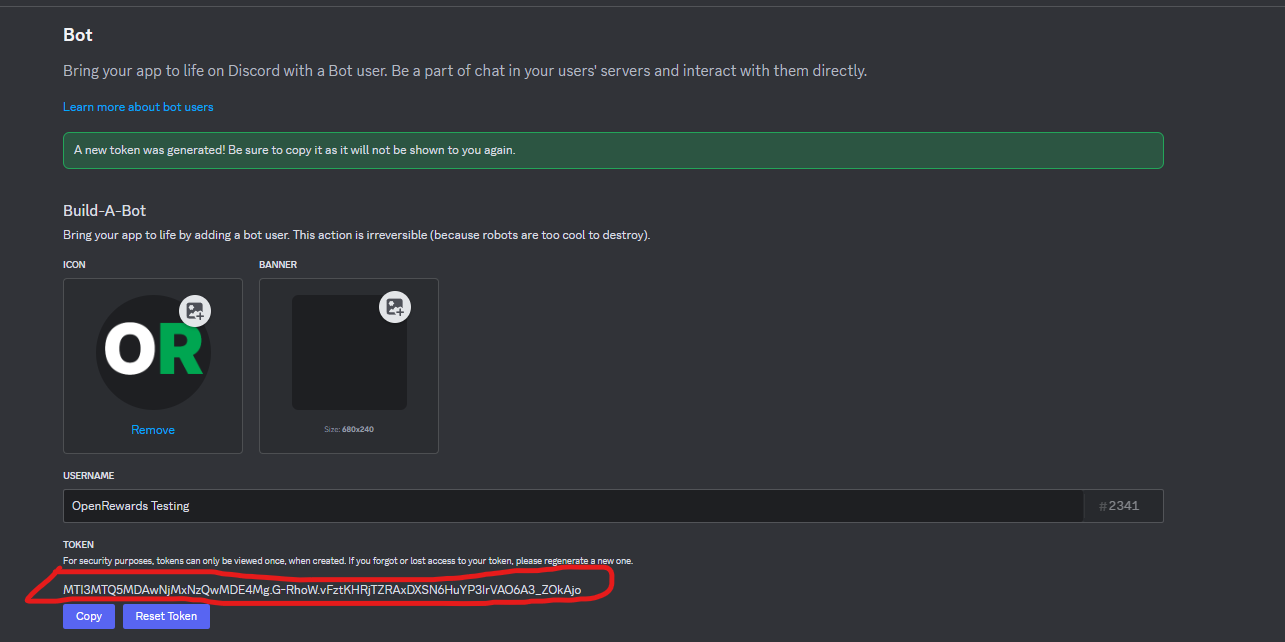 Bot
Bring your app to life on Discord with a Bot user. Be a part of chat in your users' servers and interact with them directly.
Learn more about bot users
A new token was generated! Be sure to copy it as it will not be shown to you again.
Build-A-Bot
Bring your app to life by adding a bot user. This action is irreversible (because robots are too cool to destroy).
ICON BANNER
OR
Remove Size: 680x240
USERNAME
OpenRewards Testing #2341
TOKEN
For security purposes, tokens can only be viewed once, when created. If you forgot or lost access to your token, please regenerate a new one.
Copy Reset Token